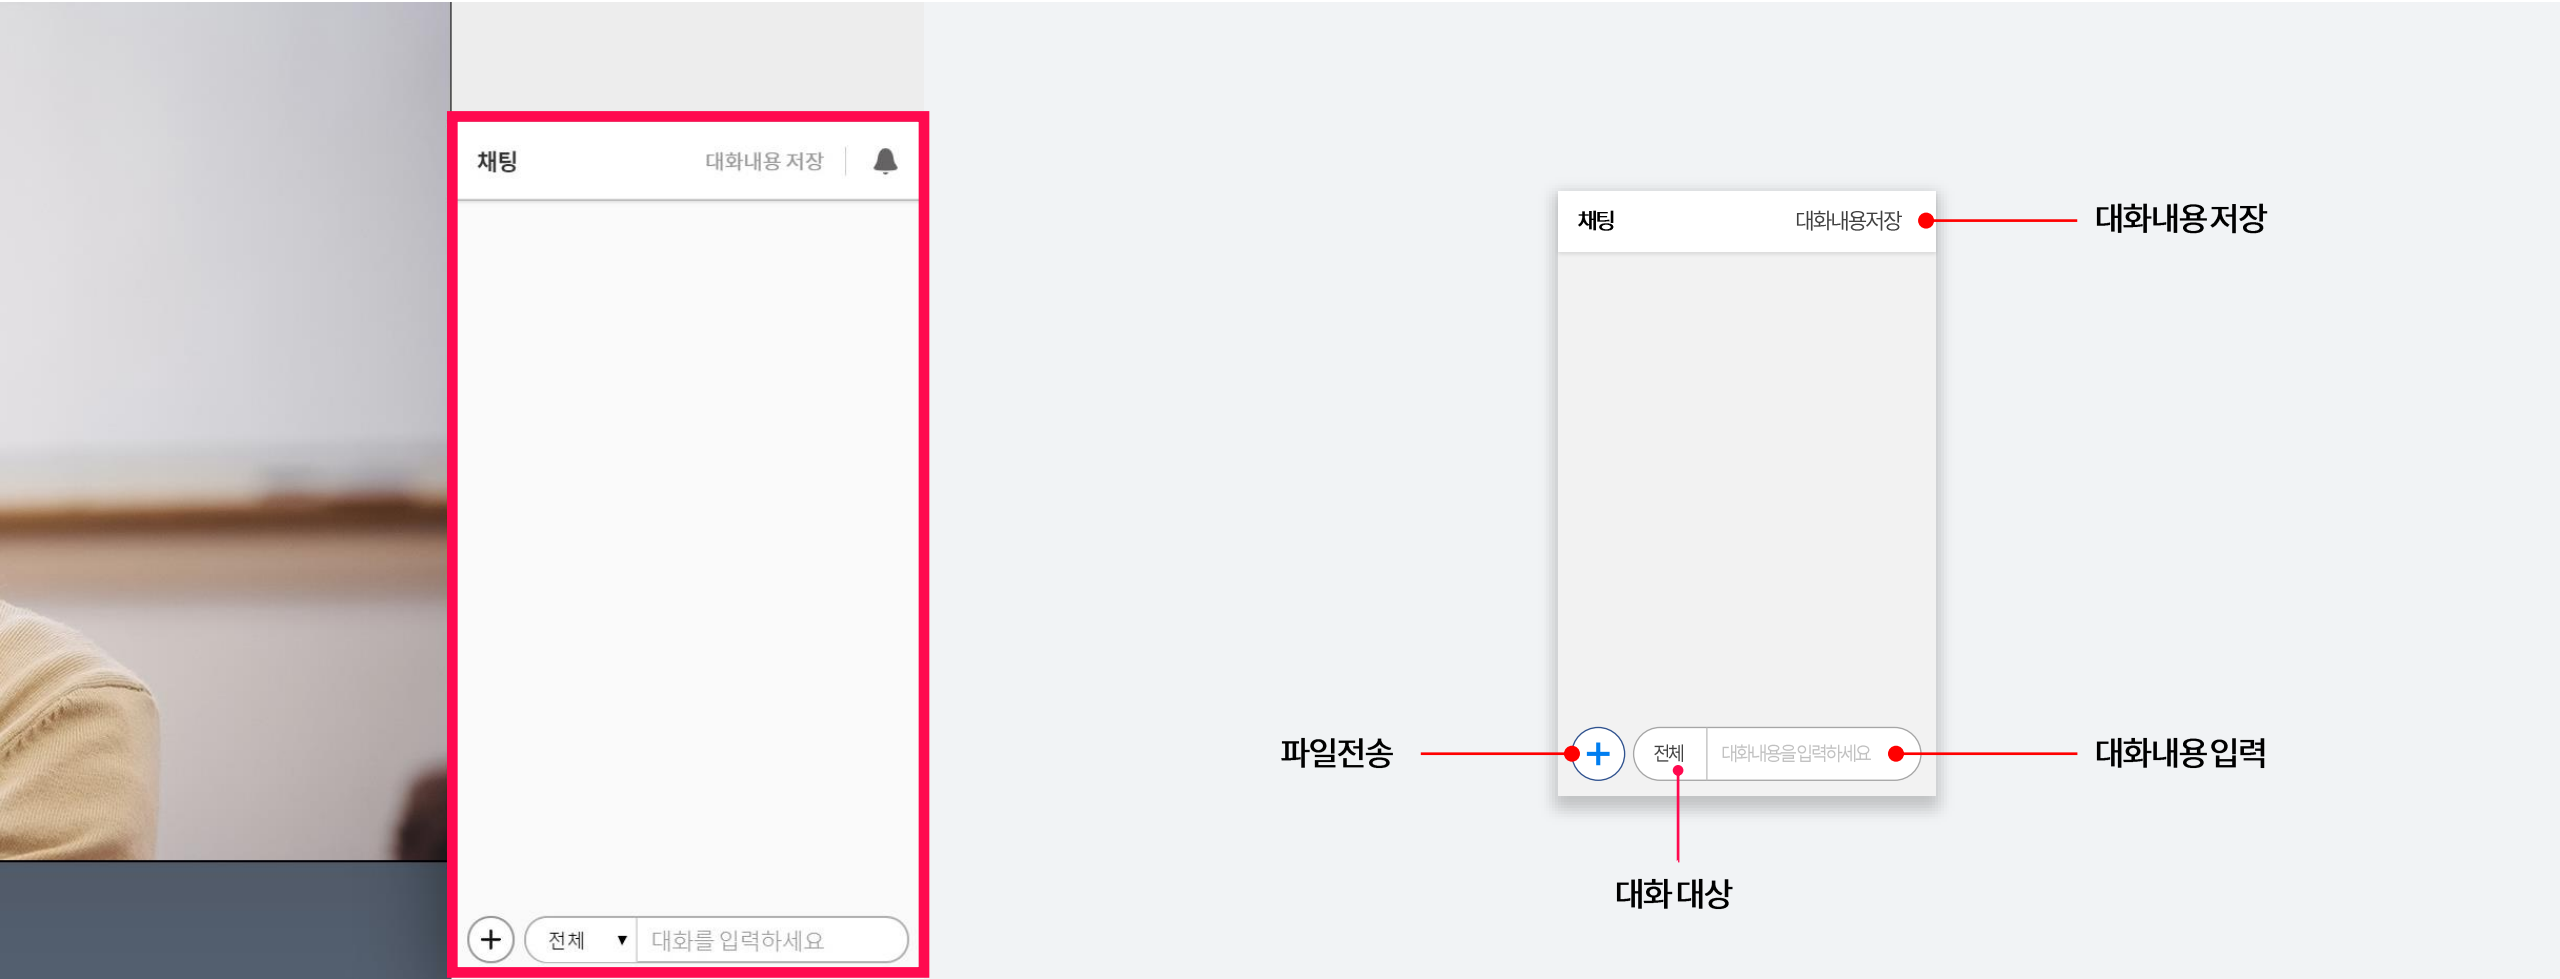 채팅
대화내용 저장
전체 ▼
대화를 입력하세요
채팅
대화내용저장
대화내용 저장
파일전송
전체
대화내용을입력하세요
대화내용 입력
대화 대상